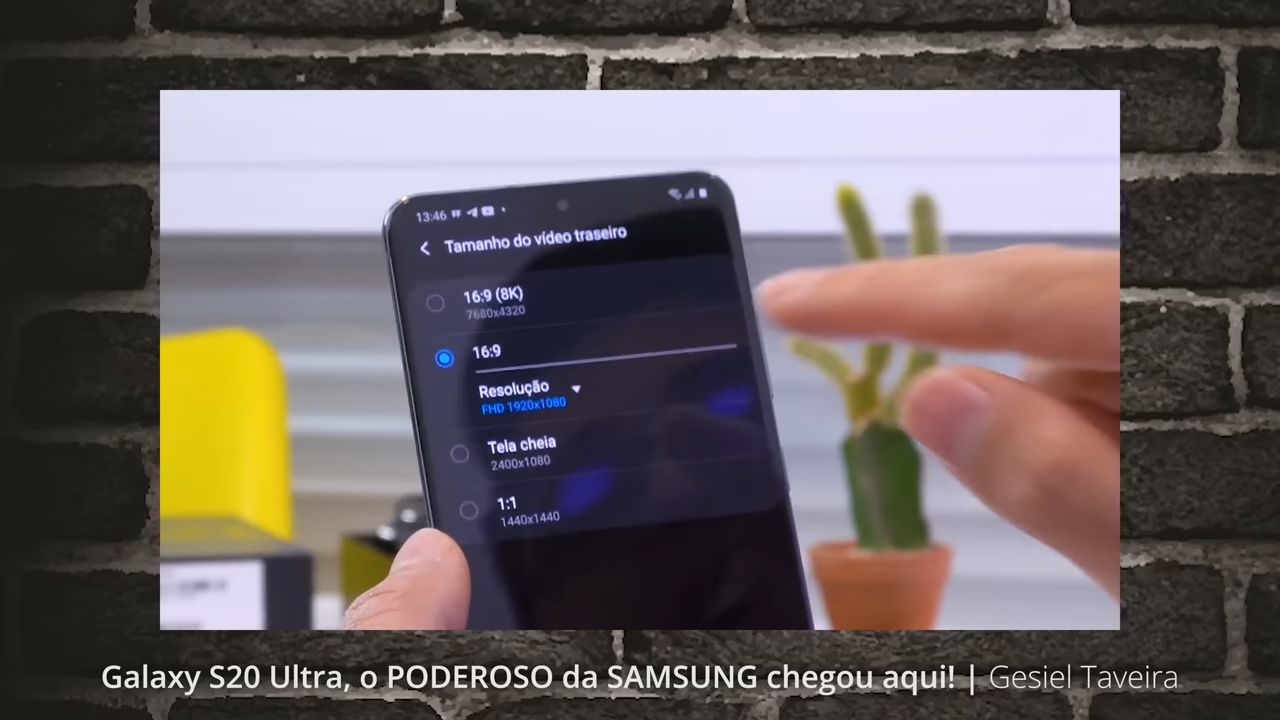 13:46
Tamanho do vídeo traseiro
16:9 (8K)
7680x4320
16:9
Resolução
FHD 1920x1080
Tela cheia
2400x1080
1:1
1440x1440
Galaxy S20 Ultra, o PODEROSO da SAMSUNG chegou aqui! | Gesiel Taveira